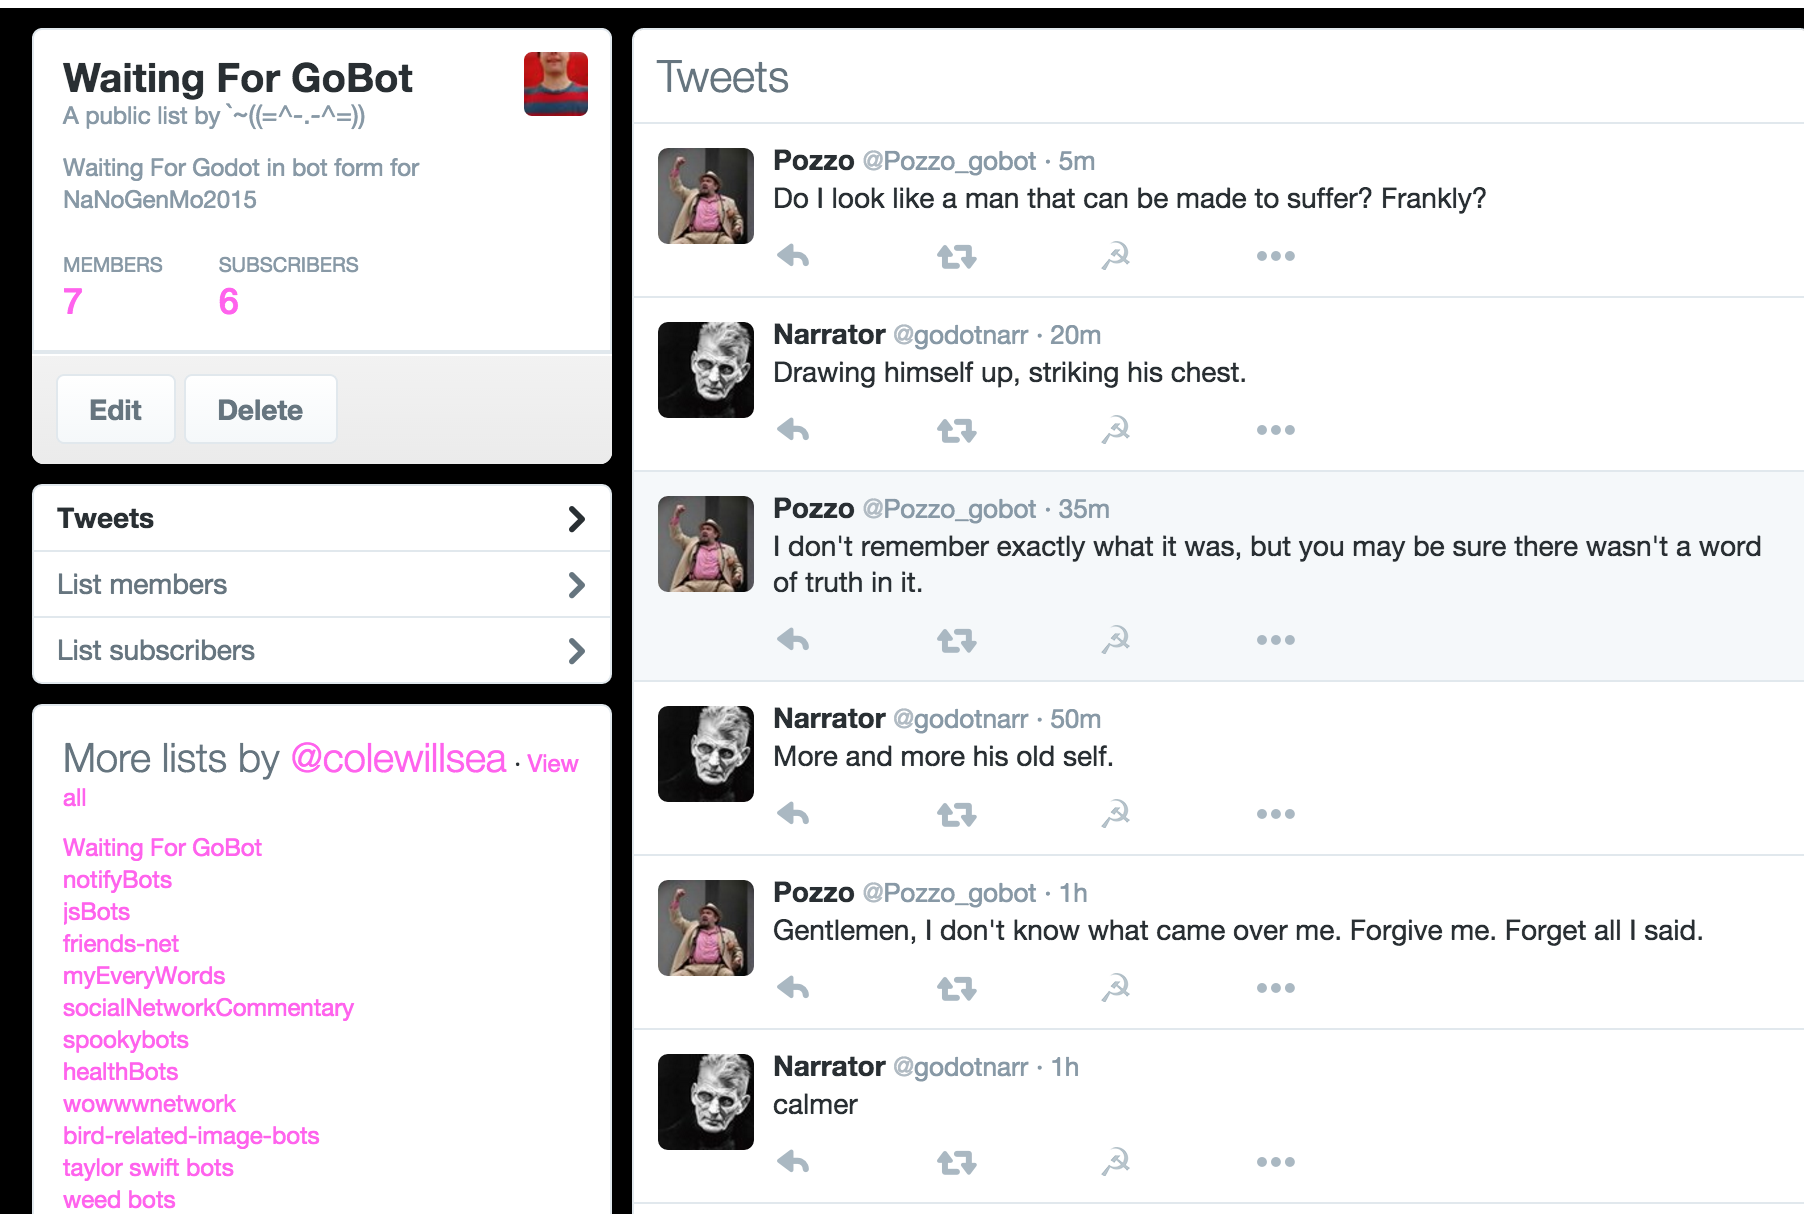 Waiting For GoBot
A public list by `~((=^-.-^=))
Waiting For Godot in bot form for
NaNoGenMo2015
MEMBERS SUBSCRIBERS
7 6
Edit Delete
Tweets
List members
List subscribers
More lists by @colewillsea · View
all
Waiting For GoBot
notifyBots
jsBots
friends-net
myEveryWords
socialNetworkCommentary
spookybots
healthBots
wowwwnetwork
bird-related-image-bots
taylor swift bots
weed bots
Tweets
Pozzo @Pozzo_gobot · 5m
Do I look like a man that can be made to suffer? Frankly?
Narrator @godotnarr · 20m
Drawing himself up, striking his chest.
Pozzo @Pozzo_gobot · 35m
I don't remember exactly what it was, but you may be sure there wasn't a word
of truth in it.
Narrator @godotnarr · 50m
More and more his old self.
Pozzo @Pozzo_gobot · 1h
Gentlemen, I don't know what came over me. Forgive me. Forget all I said.
Narrator @godotnarr · 1h
calmer